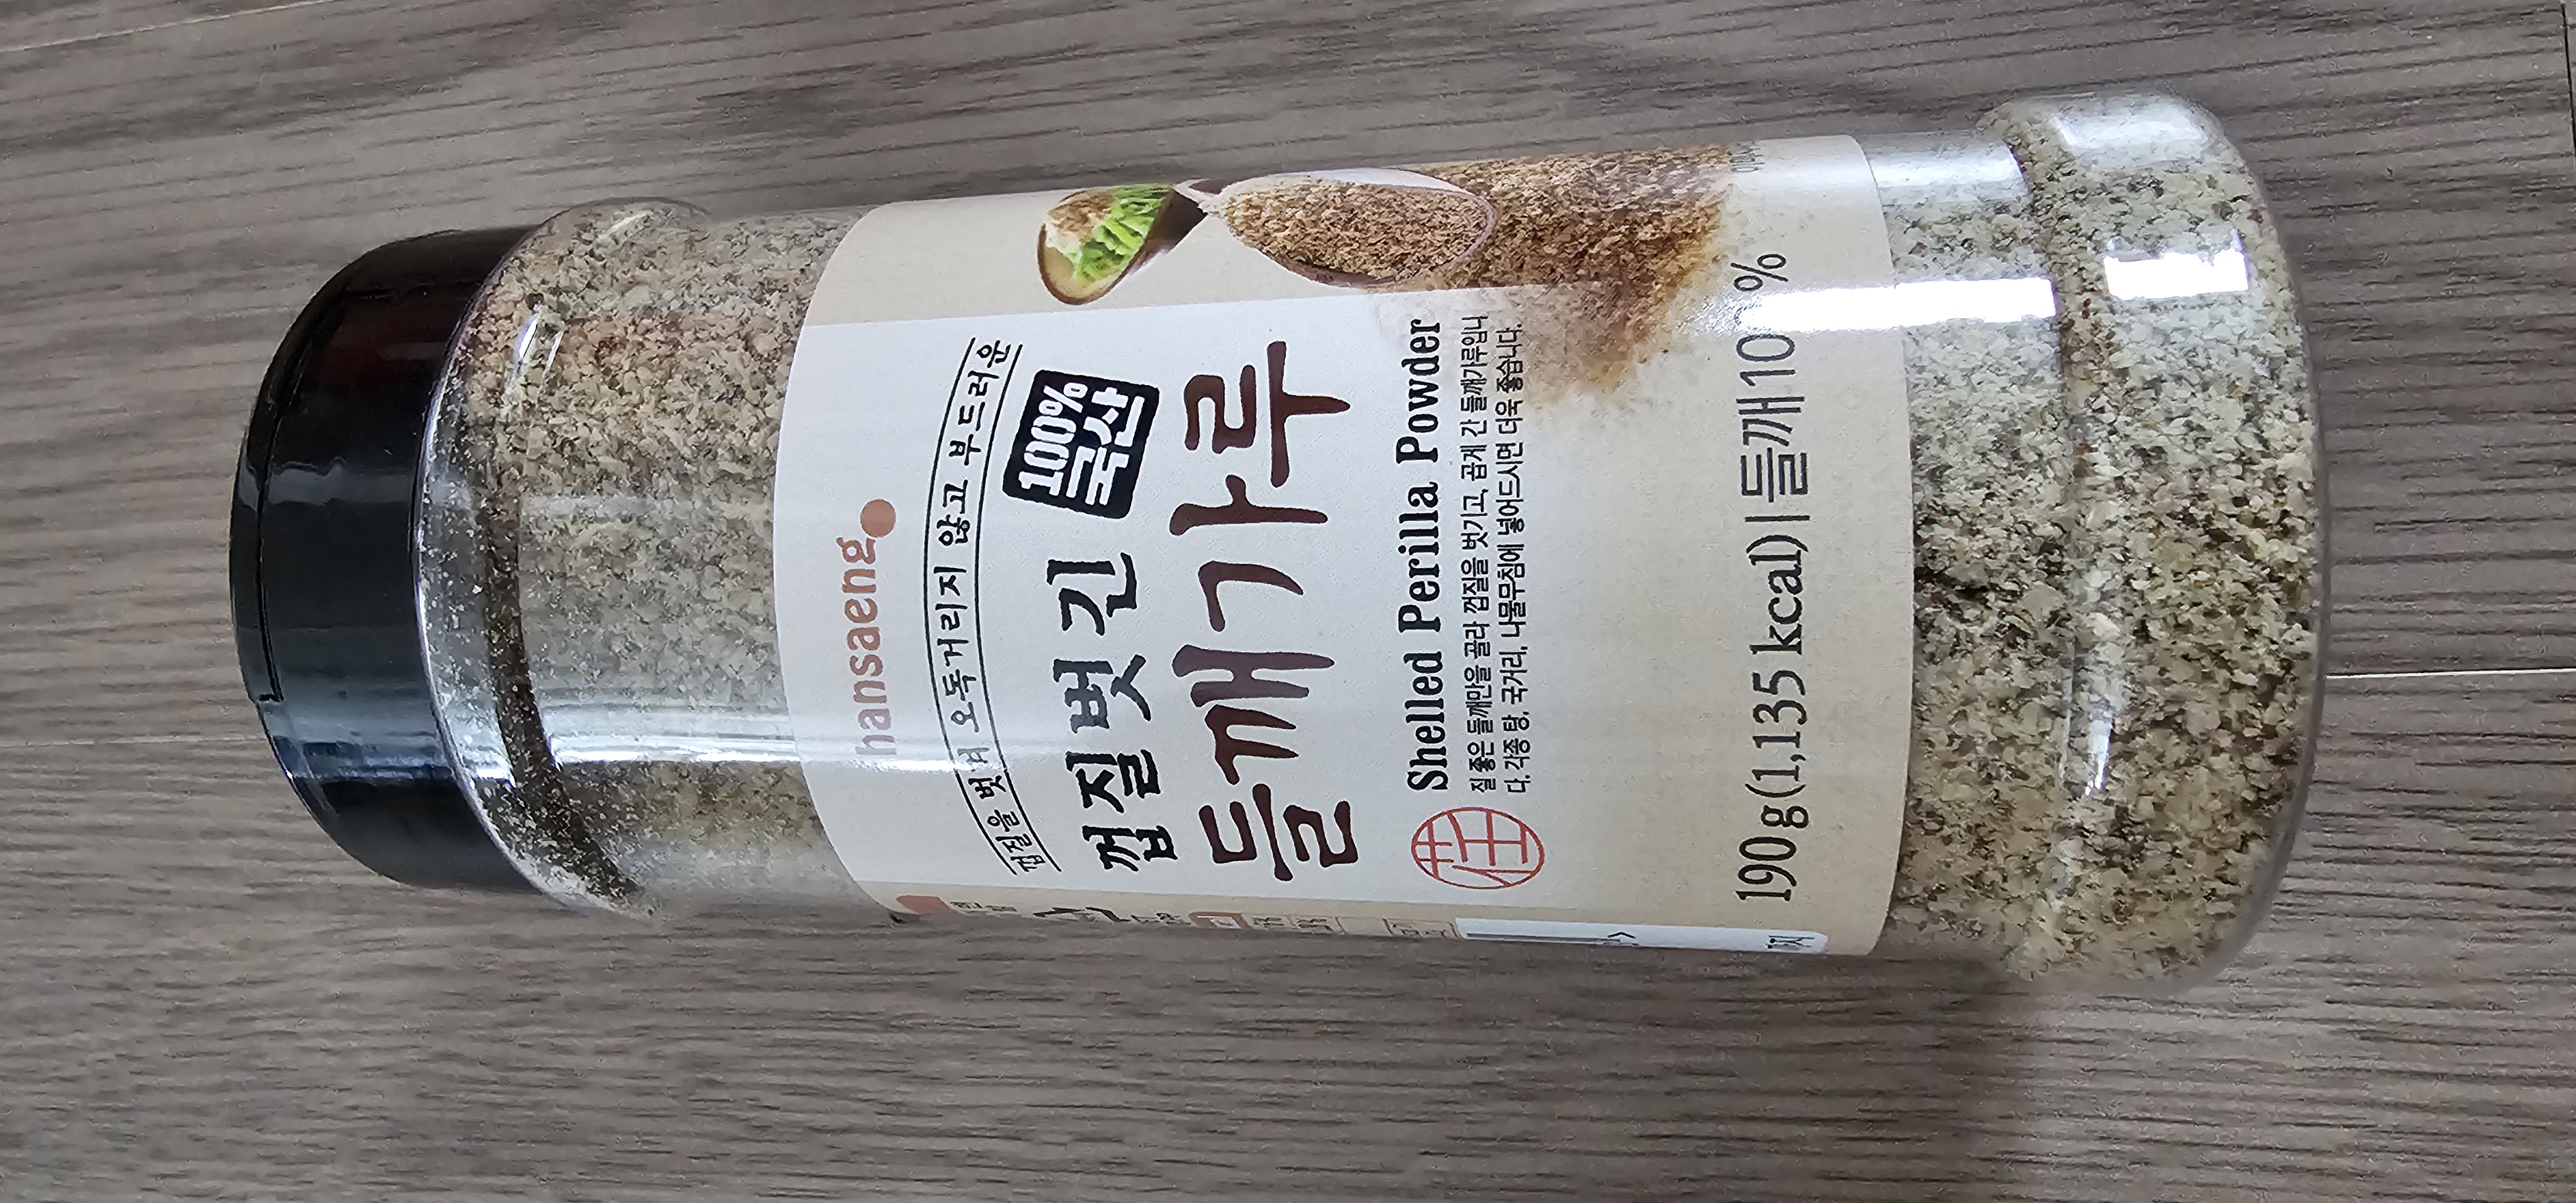 hansaeng
껍질을 벗겨 오독거리지 않고 부드러운
껍질 벗긴
100%
국산
들깨가루
Shelled Perilla Powder
질 좋은 들깨만을 골라 껍질을 벗기고, 곱게 간 들깨가루입니
다. 각종 탕, 국거리, 나물무침에 넣어드시면 더욱 좋습니다.
190g(1,135 kcal) | 들깨 100%